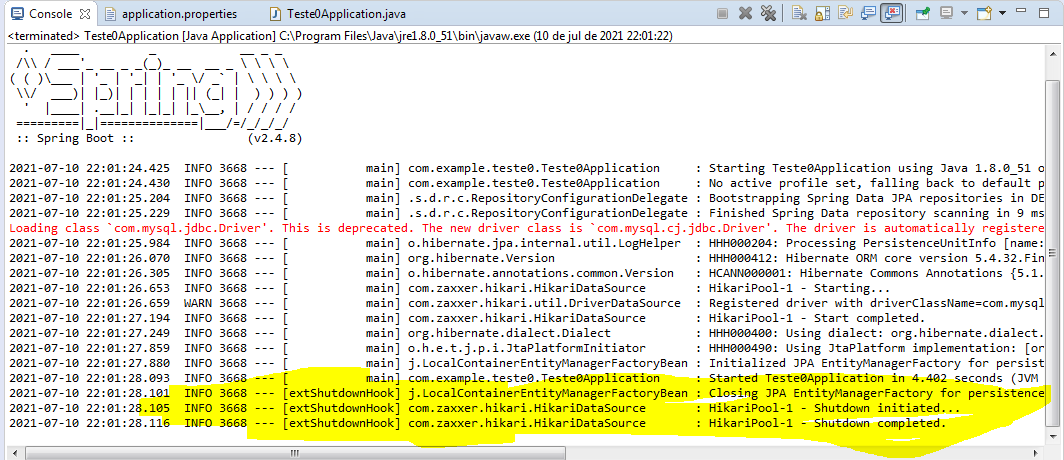 Console application.properties Teste0Application.java
<terminated> Teste0Application [Java Application] C:\Program Files\Java\jre1.8.0_51\bin\javaw.exe (10 de jul de 2021 22:01:22)
  .   ____          _            __ _ _
 /\\ / ___'_ __ _ _(_)_ __  __ _ \ \ \ \
( ( )\___ | '_ | '_| | '_ \/ _` | \ \ \ \
 \\/  ___)| |_)| | | | | || (_| |  ) ) ) )
  '  |____| .__|_| |_|_| |_\__, | / / / /
 =========|_|==============|___/=/_/_/_/
 :: Spring Boot ::                (v2.4.8)
2021-07-10 22:01:24.425  INFO 3668 --- [           main] com.example.teste0.Teste0Application     : Starting Teste0Application using Java 1.8.0_51 o
2021-07-10 22:01:24.430  INFO 3668 --- [           main] com.example.teste0.Teste0Application     : No active profile set, falling back to default p
2021-07-10 22:01:25.204  INFO 3668 --- [           main] .s.d.r.c.RepositoryConfigurationDelegate : Bootstrapping Spring Data JPA repositories in DE
2021-07-10 22:01:25.229  INFO 3668 --- [           main] .s.d.r.c.RepositoryConfigurationDelegate : Finished Spring Data repository scanning in 9 ms
Loading class `com.mysql.jdbc.Driver'. This is deprecated. The new driver class is `com.mysql.cj.jdbc.Driver'. The driver is automatically registere
2021-07-10 22:01:25.984  INFO 3668 --- [           main] o.hibernate.jpa.internal.util.LogHelper  : HHH000204: Processing PersistenceUnitInfo [name:
2021-07-10 22:01:26.070  INFO 3668 --- [           main] org.hibernate.Version                    : HHH000412: Hibernate ORM core version 5.4.32.Fin
2021-07-10 22:01:26.305  INFO 3668 --- [           main] o.hibernate.annotations.common.Version   : HCANN000001: Hibernate Commons Annotations {5.1.
2021-07-10 22:01:26.653  INFO 3668 --- [           main] com.zaxxer.hikari.HikariDataSource       : HikariPool-1 - Starting...
2021-07-10 22:01:26.659  WARN 3668 --- [           main] com.zaxxer.hikari.util.DriverDataSource  : Registered driver with driverClassName=com.mysql
2021-07-10 22:01:27.194  INFO 3668 --- [           main] com.zaxxer.hikari.HikariDataSource       : HikariPool-1 - Start completed.
2021-07-10 22:01:27.249  INFO 3668 --- [           main] org.hibernate.dialect.Dialect            : HHH000400: Using dialect: org.hibernate.dialect.
2021-07-10 22:01:27.859  INFO 3668 --- [           main] o.h.e.t.j.p.i.JtaPlatformInitiator       : HHH000490: Using JtaPlatform implementation: [or
2021-07-10 22:01:27.880  INFO 3668 --- [           main] j.LocalContainerEntityManagerFactoryBean : Initialized JPA EntityManagerFactory for persist
2021-07-10 22:01:28.093  INFO 3668 --- [           main] com.example.teste0.Teste0Application     : Started Teste0Application in 4.402 seconds (JVM
2021-07-10 22:01:28.101  INFO 3668 --- [extShutdownHook] j.LocalContainerEntityManagerFactoryBean : Closing JPA EntityManagerFactory for persistence
2021-07-10 22:01:28.105  INFO 3668 --- [extShutdownHook] com.zaxxer.hikari.HikariDataSource       : HikariPool-1 - Shutdown initiated...
2021-07-10 22:01:28.116  INFO 3668 --- [extShutdownHook] com.zaxxer.hikari.HikariDataSource       : HikariPool-1 - Shutdown completed.